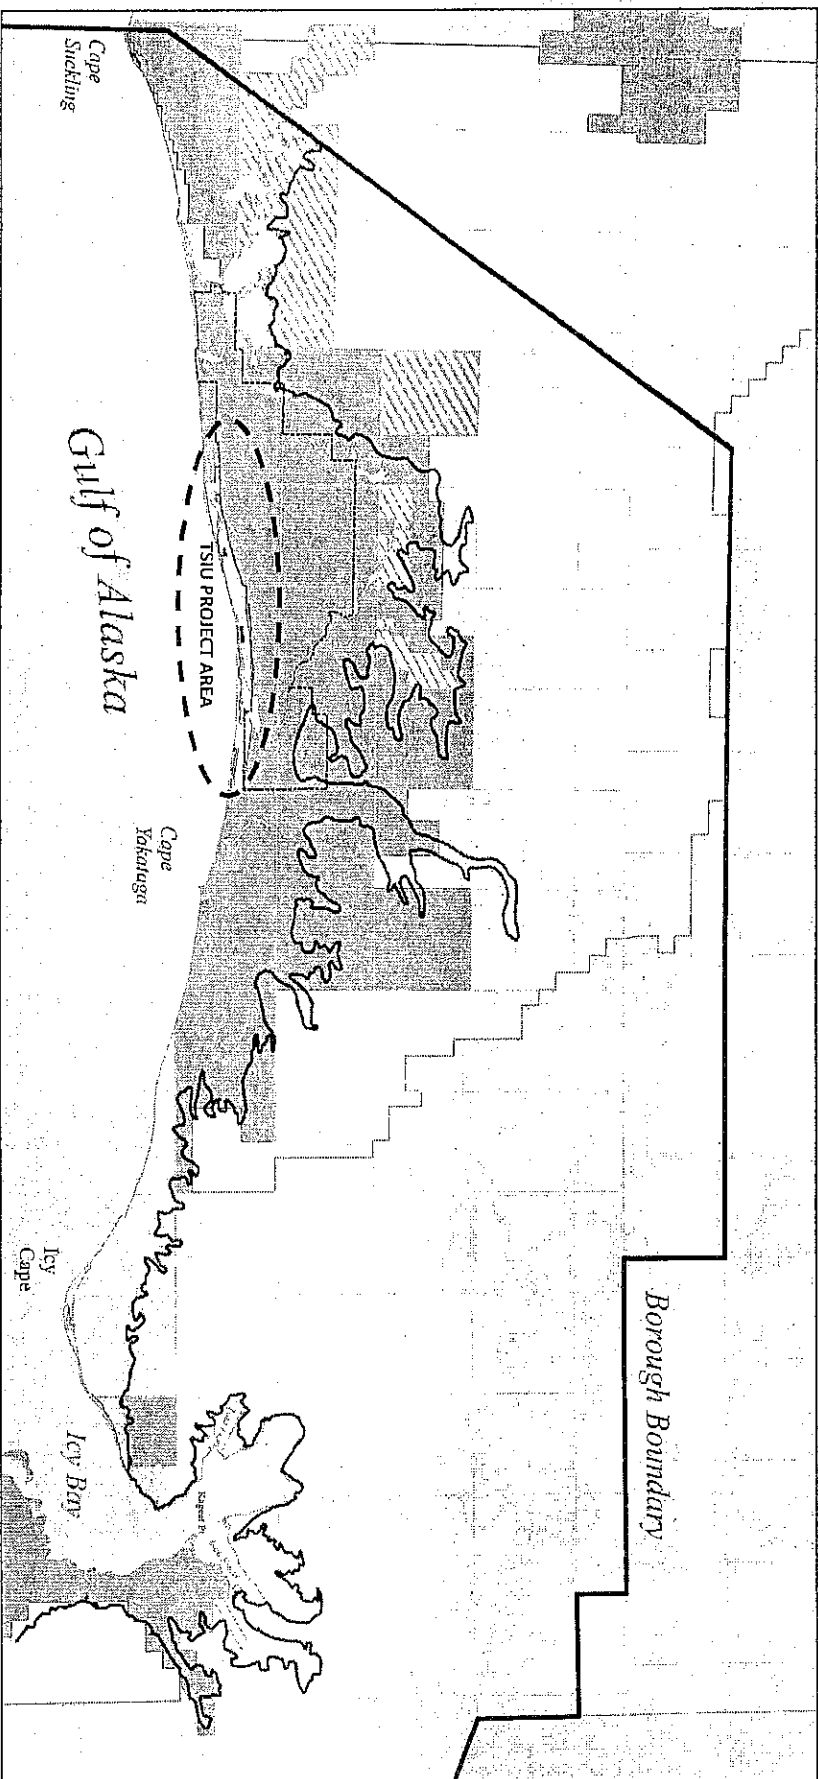 Cape
Suckling
Gulf of Alaska
TSIU PROJECT AREA
Cape
Yakataga
Icy
Cape
Icy Bay
Borough Boundary